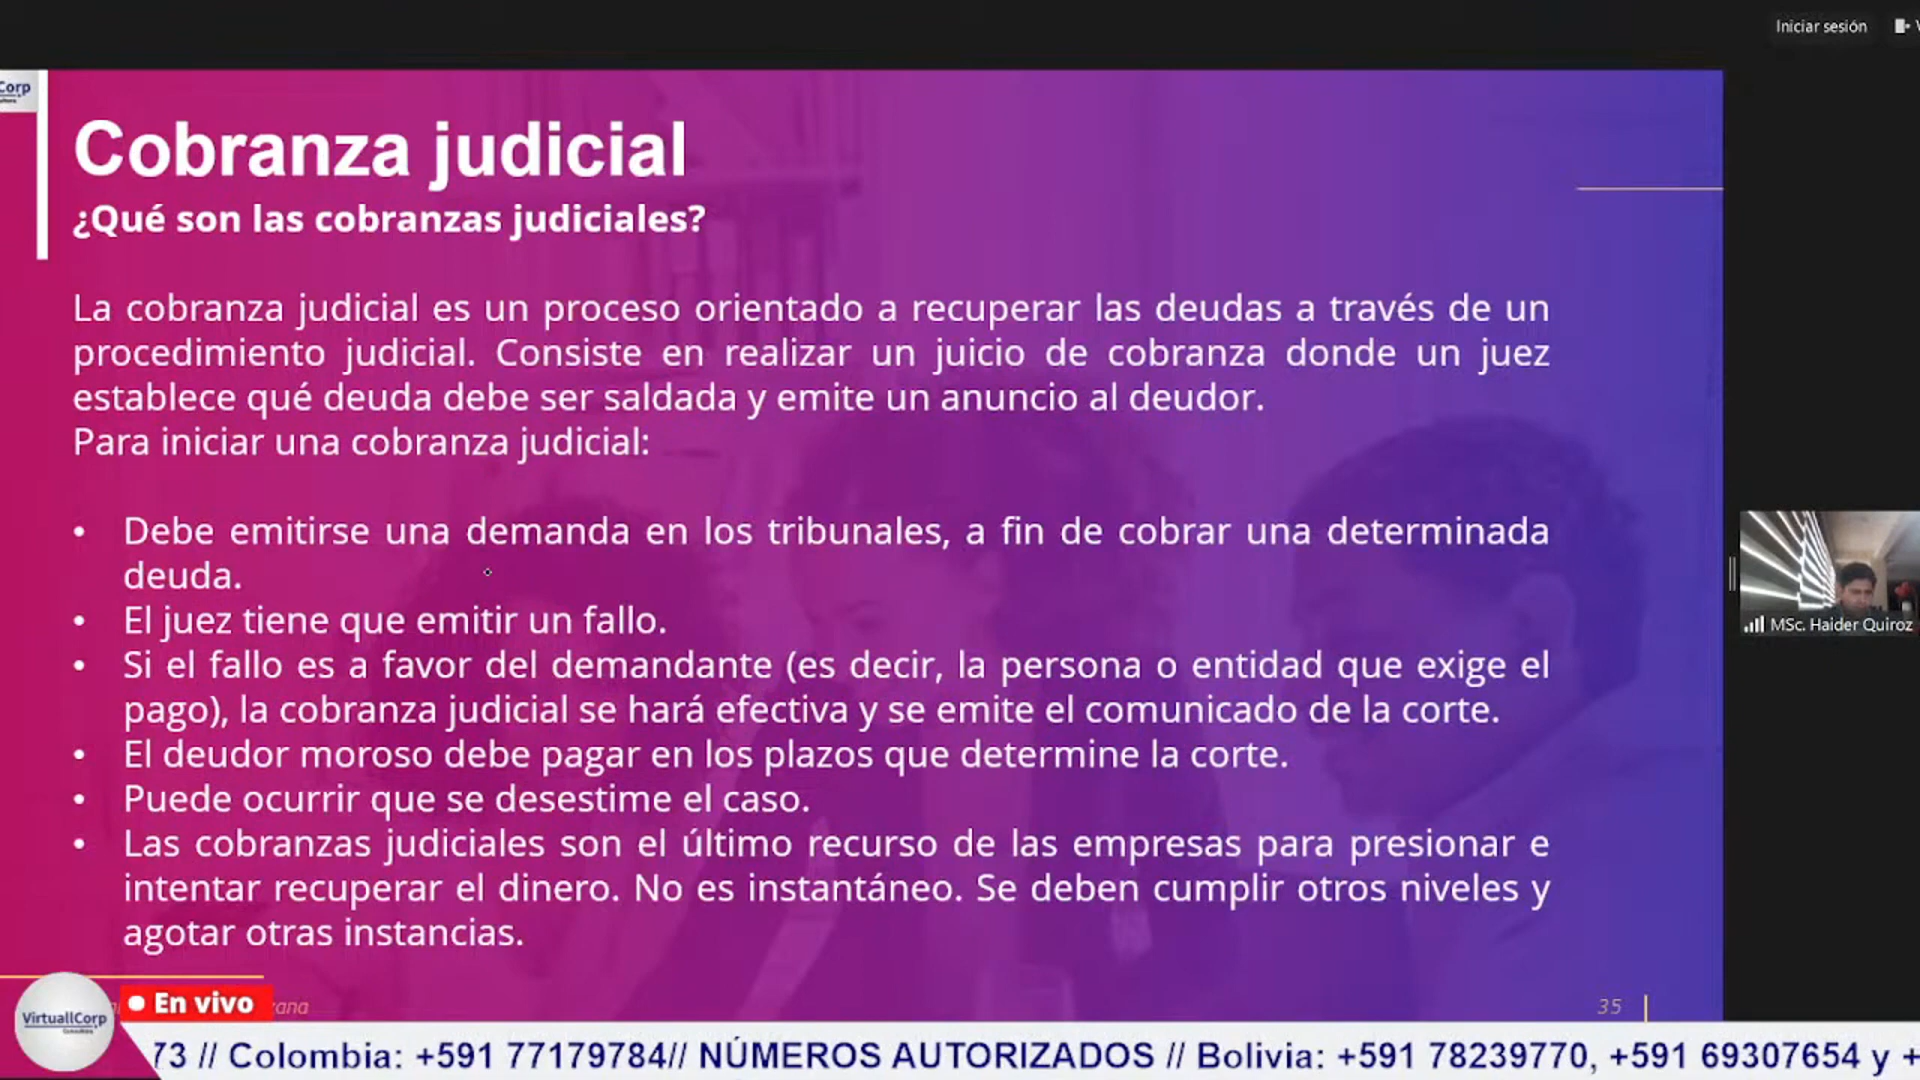 Iniciar sesión
Corp
Cobranza judicial
¿Qué son las cobranzas judiciales?
La cobranza judicial es un proceso orientado a recuperar las deudas a través de un
procedimiento judicial. Consiste en realizar un juicio de cobranza donde un juez
establece qué deuda debe ser saldada y emite un anuncio al deudor.
Para iniciar una cobranza judicial:
• Debe emitirse una demanda en los tribunales, a fin de cobrar una determinada
deuda.
• El juez tiene que emitir un fallo.
• Si el fallo es a favor del demandante (es decir, la persona o entidad que exige el
pago), la cobranza judicial se hará efectiva y se emite el comunicado de la corte.
• El deudor moroso debe pagar en los plazos que determine la corte.
• Puede ocurrir que se desestime el caso.
• Las cobranzas judiciales son el último recurso de las empresas para presionar e
intentar recuperar el dinero. No es instantáneo. Se deben cumplir otros niveles y
agotar otras instancias.
MSc. Haider Quiroz
En vivo
zana
35
VirtuallCorp
73 // Colombia: +591 77179784// NÚMEROS AUTORIZADOS // Bolivia: +591 78239770, +591 69307654 y +